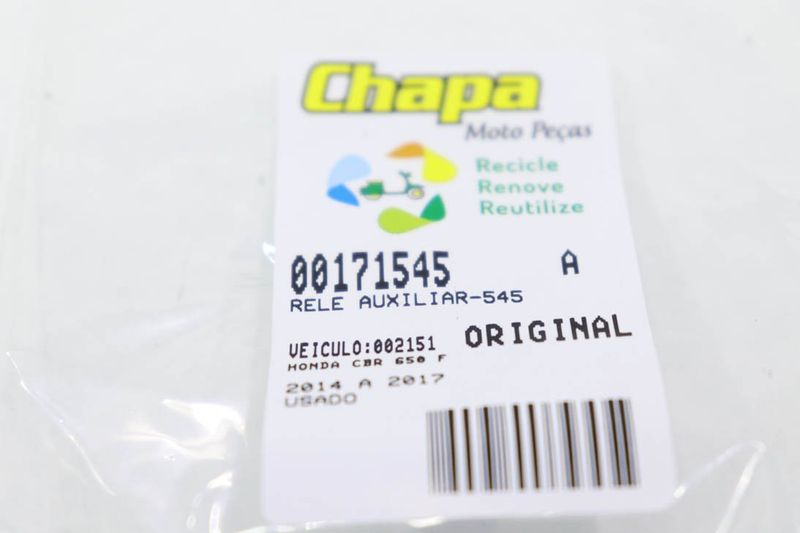 Chapa
Moto Peças
Recicle
Renove
Reutilize
00171545 A
RELE AUXILIAR-545
VEICULO:002151 ORIGINAL
HONDA CBR 650 F
2014 A 2017
USADO